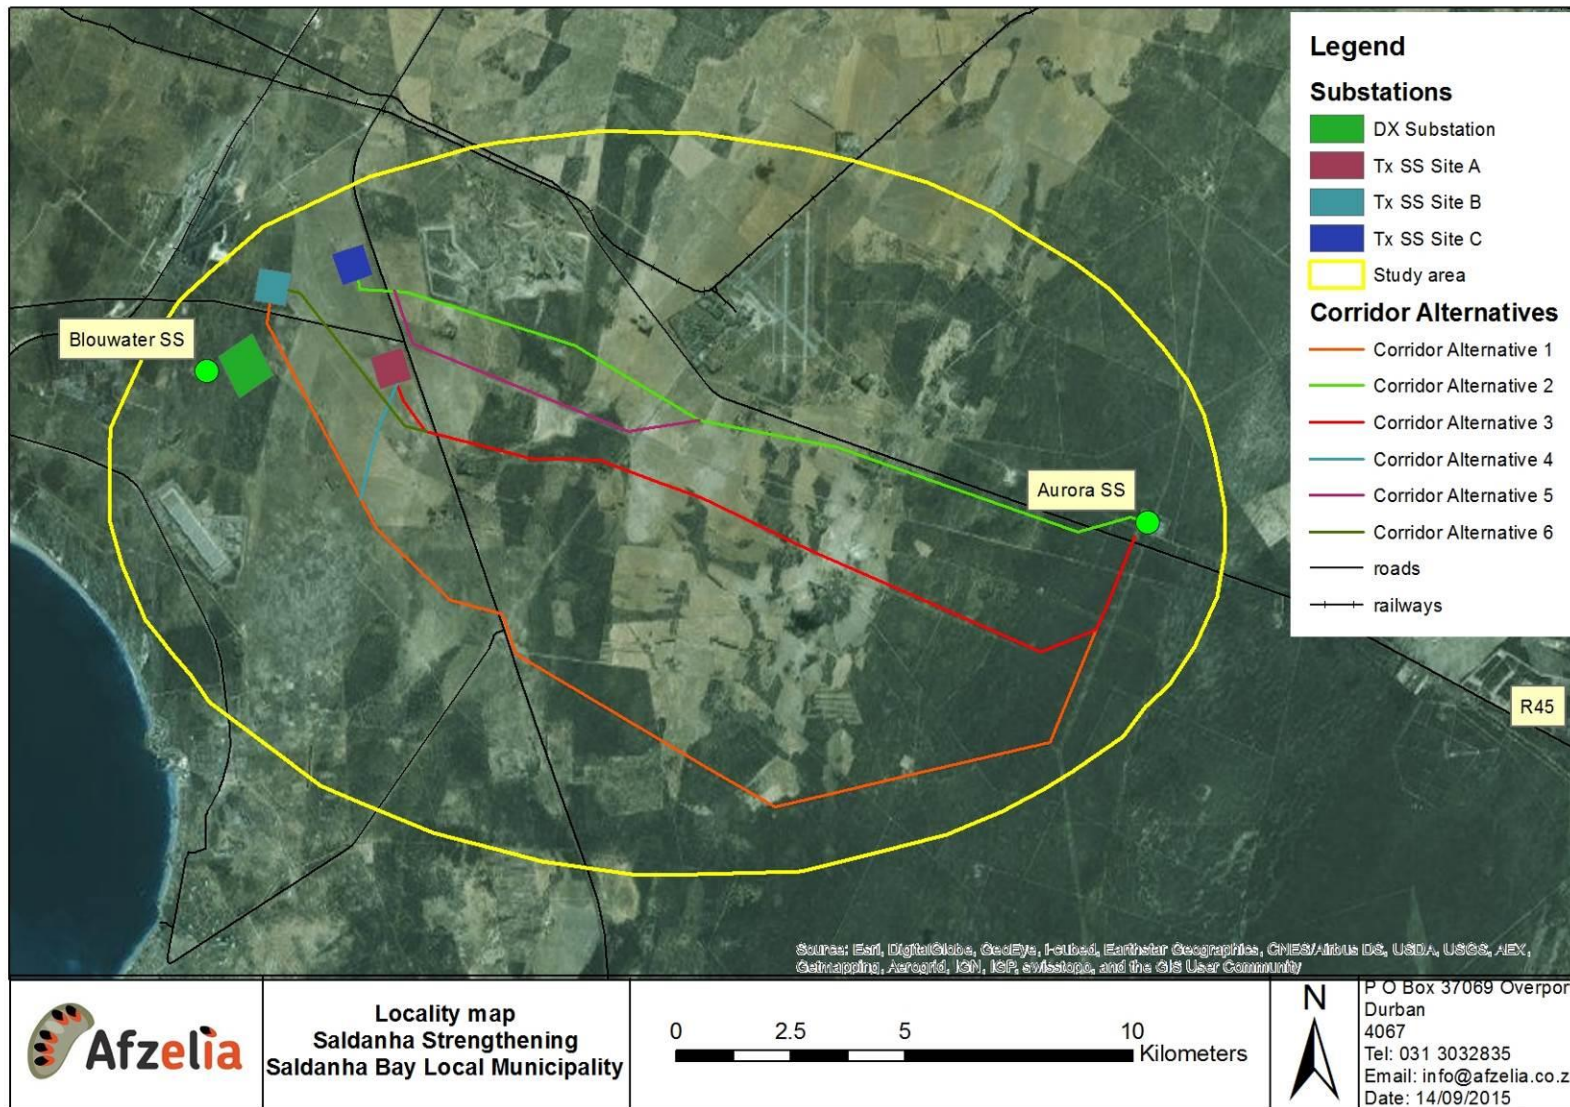 Legend
Substations
DX Substation
Tx SS Site A
Tx SS Site B
Tx SS Site C
Study area
Corridor Alternatives
Corridor Alternative 1
Corridor Alternative 2
Corridor Alternative 3
Corridor Alternative 4
Corridor Alternative 5
Corridor Alternative 6
roads
railways
Blouwater SS
Aurora SS
R45
Source: Esri, DigitalGlobe, GeoEye, i-cubed, Earthstar Geographics, CNES/Airbus DS, USDA, USGS, AEX,
Getmapping, Aerogrid, IGN, IGP, swisstopo, and the GIS User Community
Afzelia
Locality map
Saldanha Strengthening
Saldanha Bay Local Municipality
0 2.5 5 10
Kilometers
N
P O Box 37069 Overpor
Durban
4067
Tel: 031 3032835
Email: info@afzelia.co.z
Date: 14/09/2015